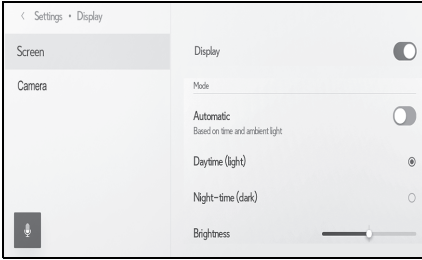 Settings • Display
Screen
Camera
Display
Mode
Automatic
Based on time and ambient light
Daytime (light)
Night-time (dark)
Brightness